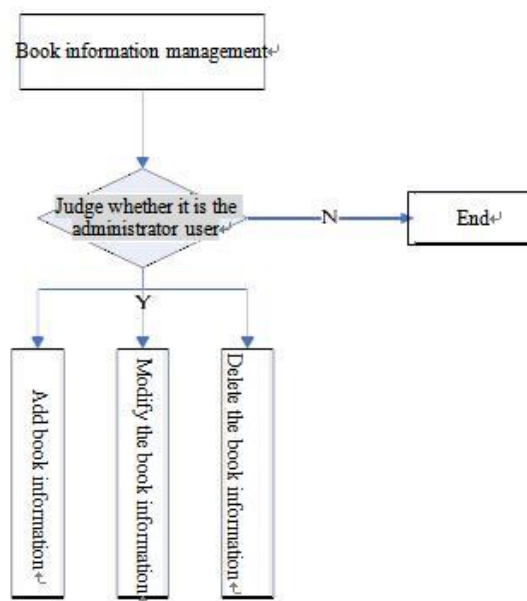 Book information management
Judge whether it is the
administrator user
N
End
Y
Add book information
Modify the book information
Delete the book information